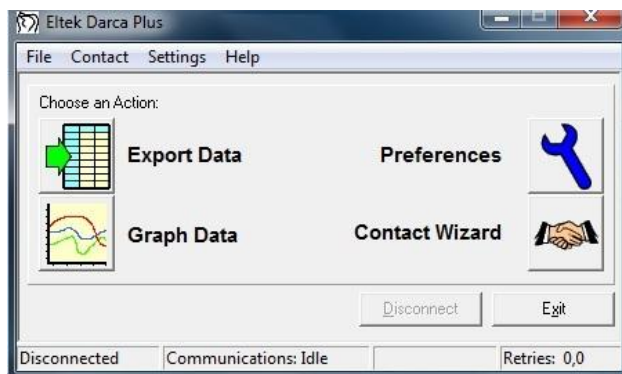 Eltek Darca Plus
File Contact Settings Help
Choose an Action:
Export Data Preferences
Graph Data Contact Wizard
Disconnect Exit
Disconnected Communications: Idle Retries: 0,0